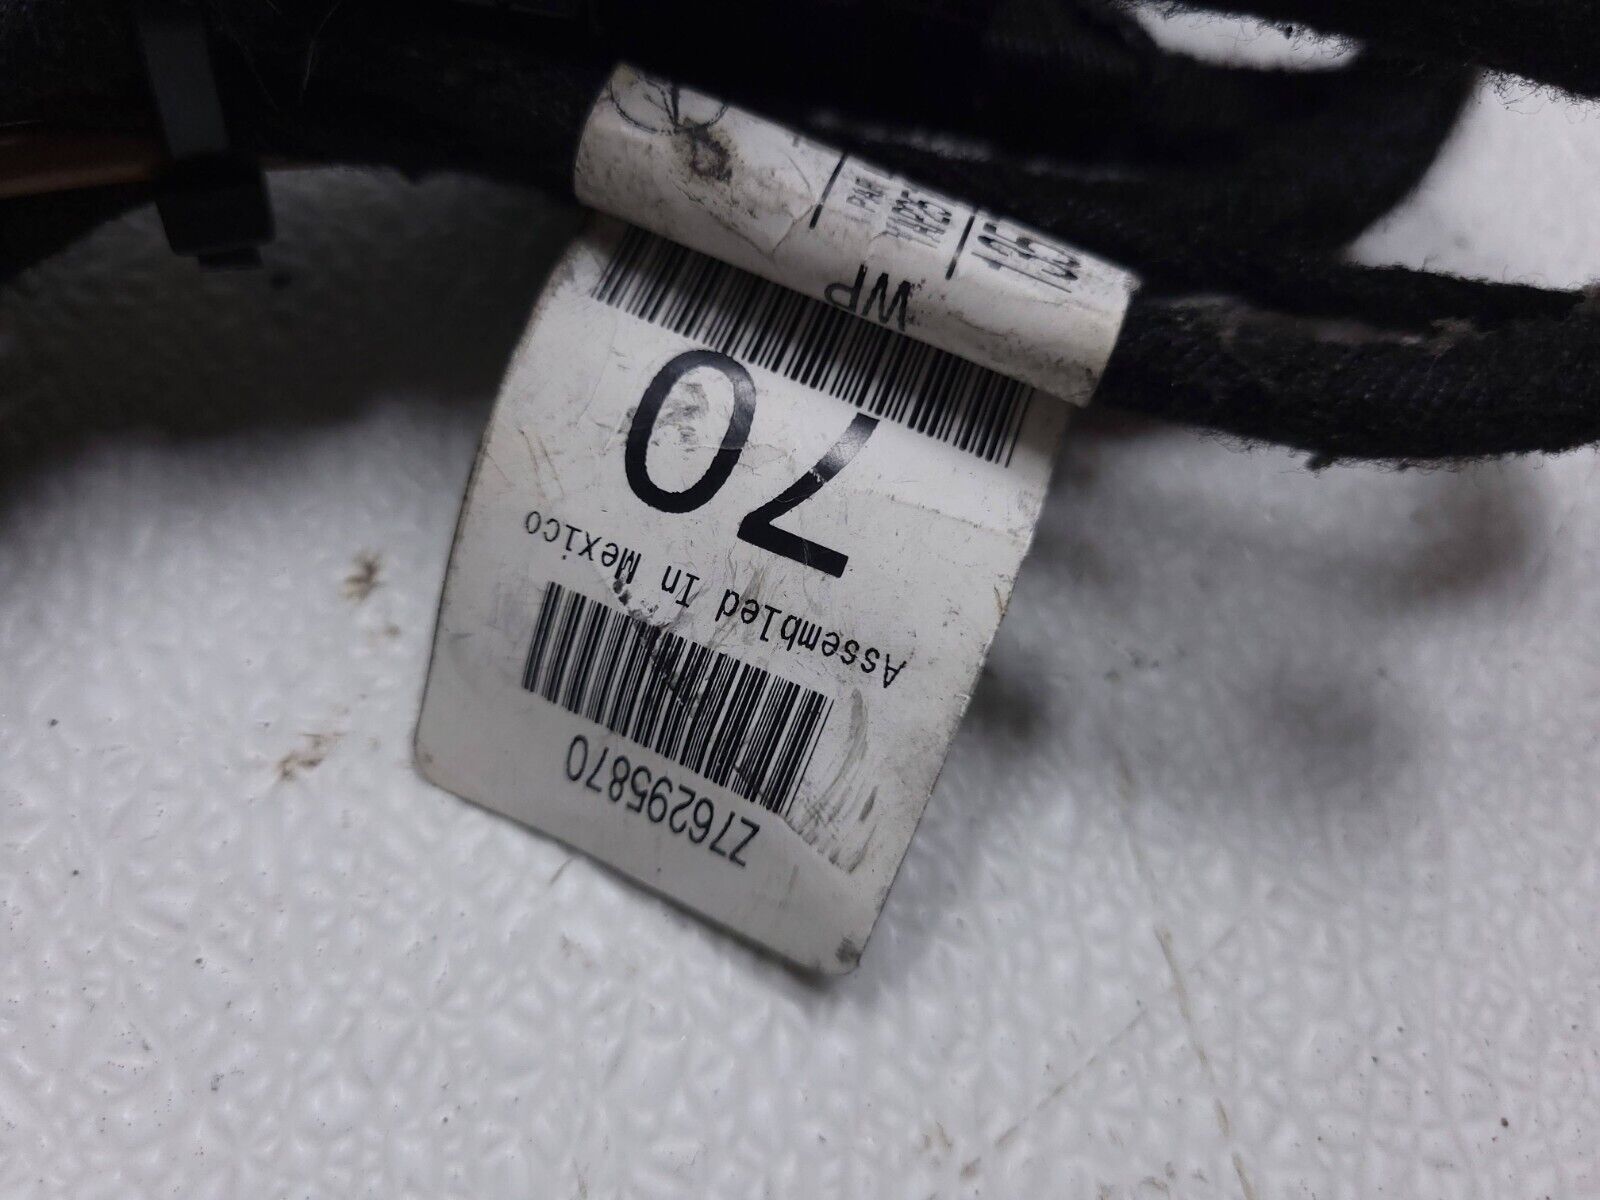 WP
70
Assembled In Mexico
Z76295870